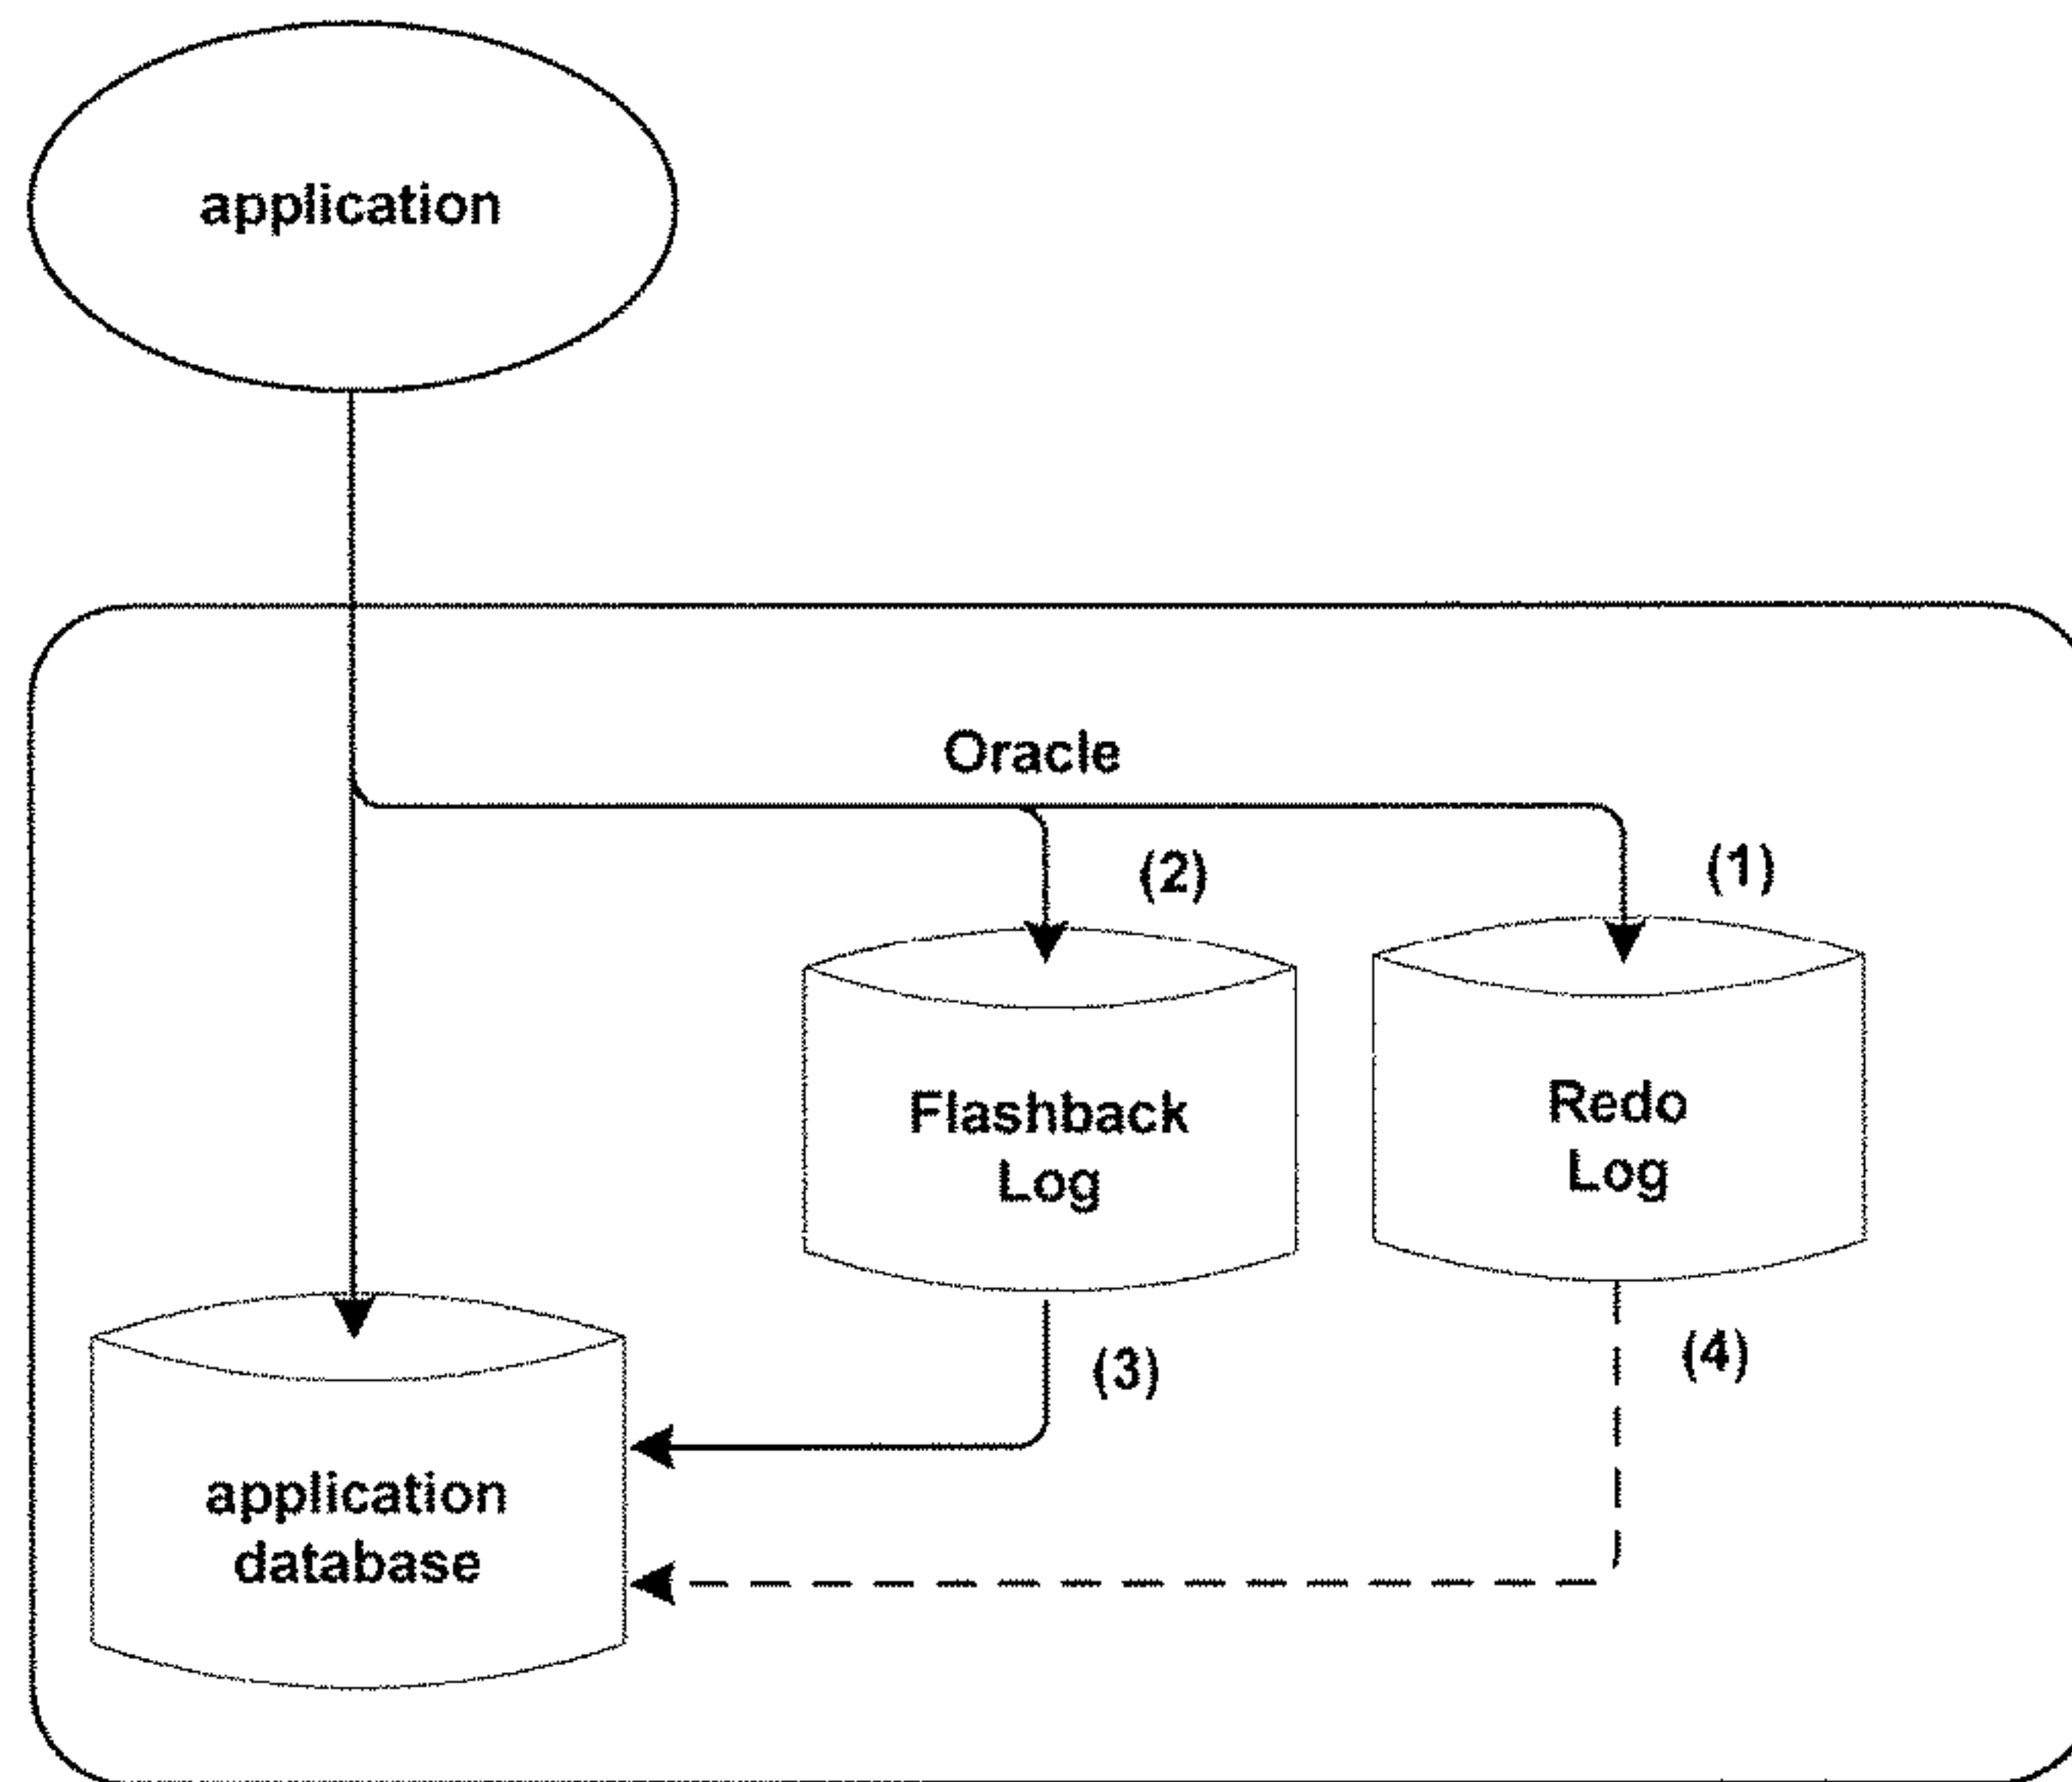 application
Oracle
(2)
(1)
Flashback
Log
Redo
Log
(3)
(4)
application
database